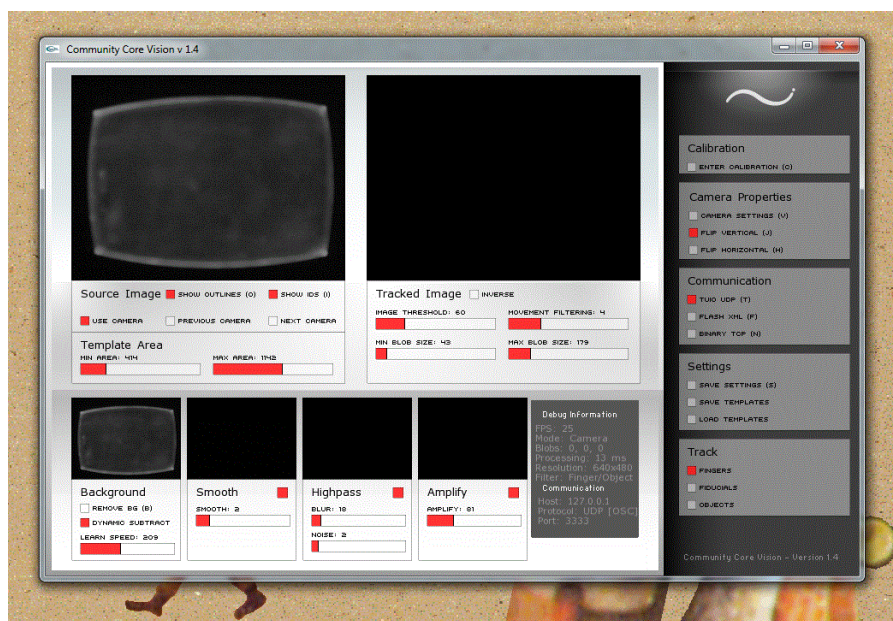 Community Core Vision v 1.4
Source Image
SHOW OUTLINES (O)
SHOW IDS (I)
USE CAMERA
PREVIOUS CAMERA
NEXT CAMERA
Template Area
MIN AREA: 414
MAX AREA: 1142
Tracked Image
INVERSE
IMAGE THRESHOLD: 60
MOVEMENT FILTERING: 4
MIN BLOB SIZE: 43
MAX BLOB SIZE: 179
Background
REMOVE BG (B)
DYNAMIC SUBTRACT
LEARN SPEED: 209
Smooth
SMOOTH: 2
Highpass
BLUR: 18
NOISE: 2
Amplify
AMPLIFY: 81
Debug Information
FPS: 25
Mode: Camera
Blobs: 0, 0, 0
Processing: 13 ms
Resolution: 640x480
Filter: Finger/Object
Communication
Host: 127.0.0.1
Protocol: UDP [OSC]
Port: 3333
Calibration
ENTER CALIBRATION (C)
Camera Properties
CAMERA SETTINGS (V)
FLIP VERTICAL (J)
FLIP HORIZONTAL (H)
Communication
TUIO UDP (T)
FLASH XML (F)
BINARY TCP (N)
Settings
SAVE SETTINGS (S)
SAVE TEMPLATES
LOAD TEMPLATES
Track
FINGERS
FIDUCIALS
OBJECTS
Community Core Vision - Version 1.4